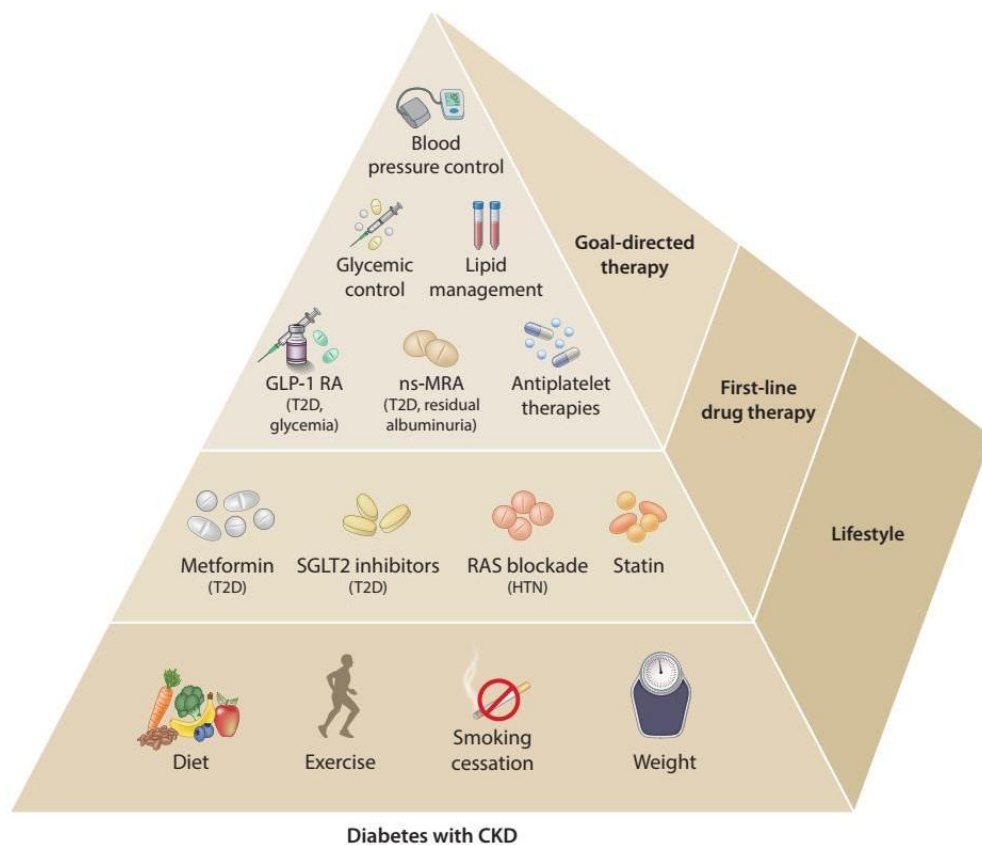 Blood
pressure control
Glycemic
control
Lipid
management
GLP-1 RA
(T2D,
glycemia)
ns-MRA
(T2D, residual
albuminuria)
Antiplatelet
therapies
Goal-directed
therapy
Metformin
(T2D)
SGLT2 inhibitors
(T2D)
RAS blockade
(HTN)
Statin
First-line
drug therapy
Diet
Exercise
Smoking
cessation
Weight
Lifestyle
Diabetes with CKD